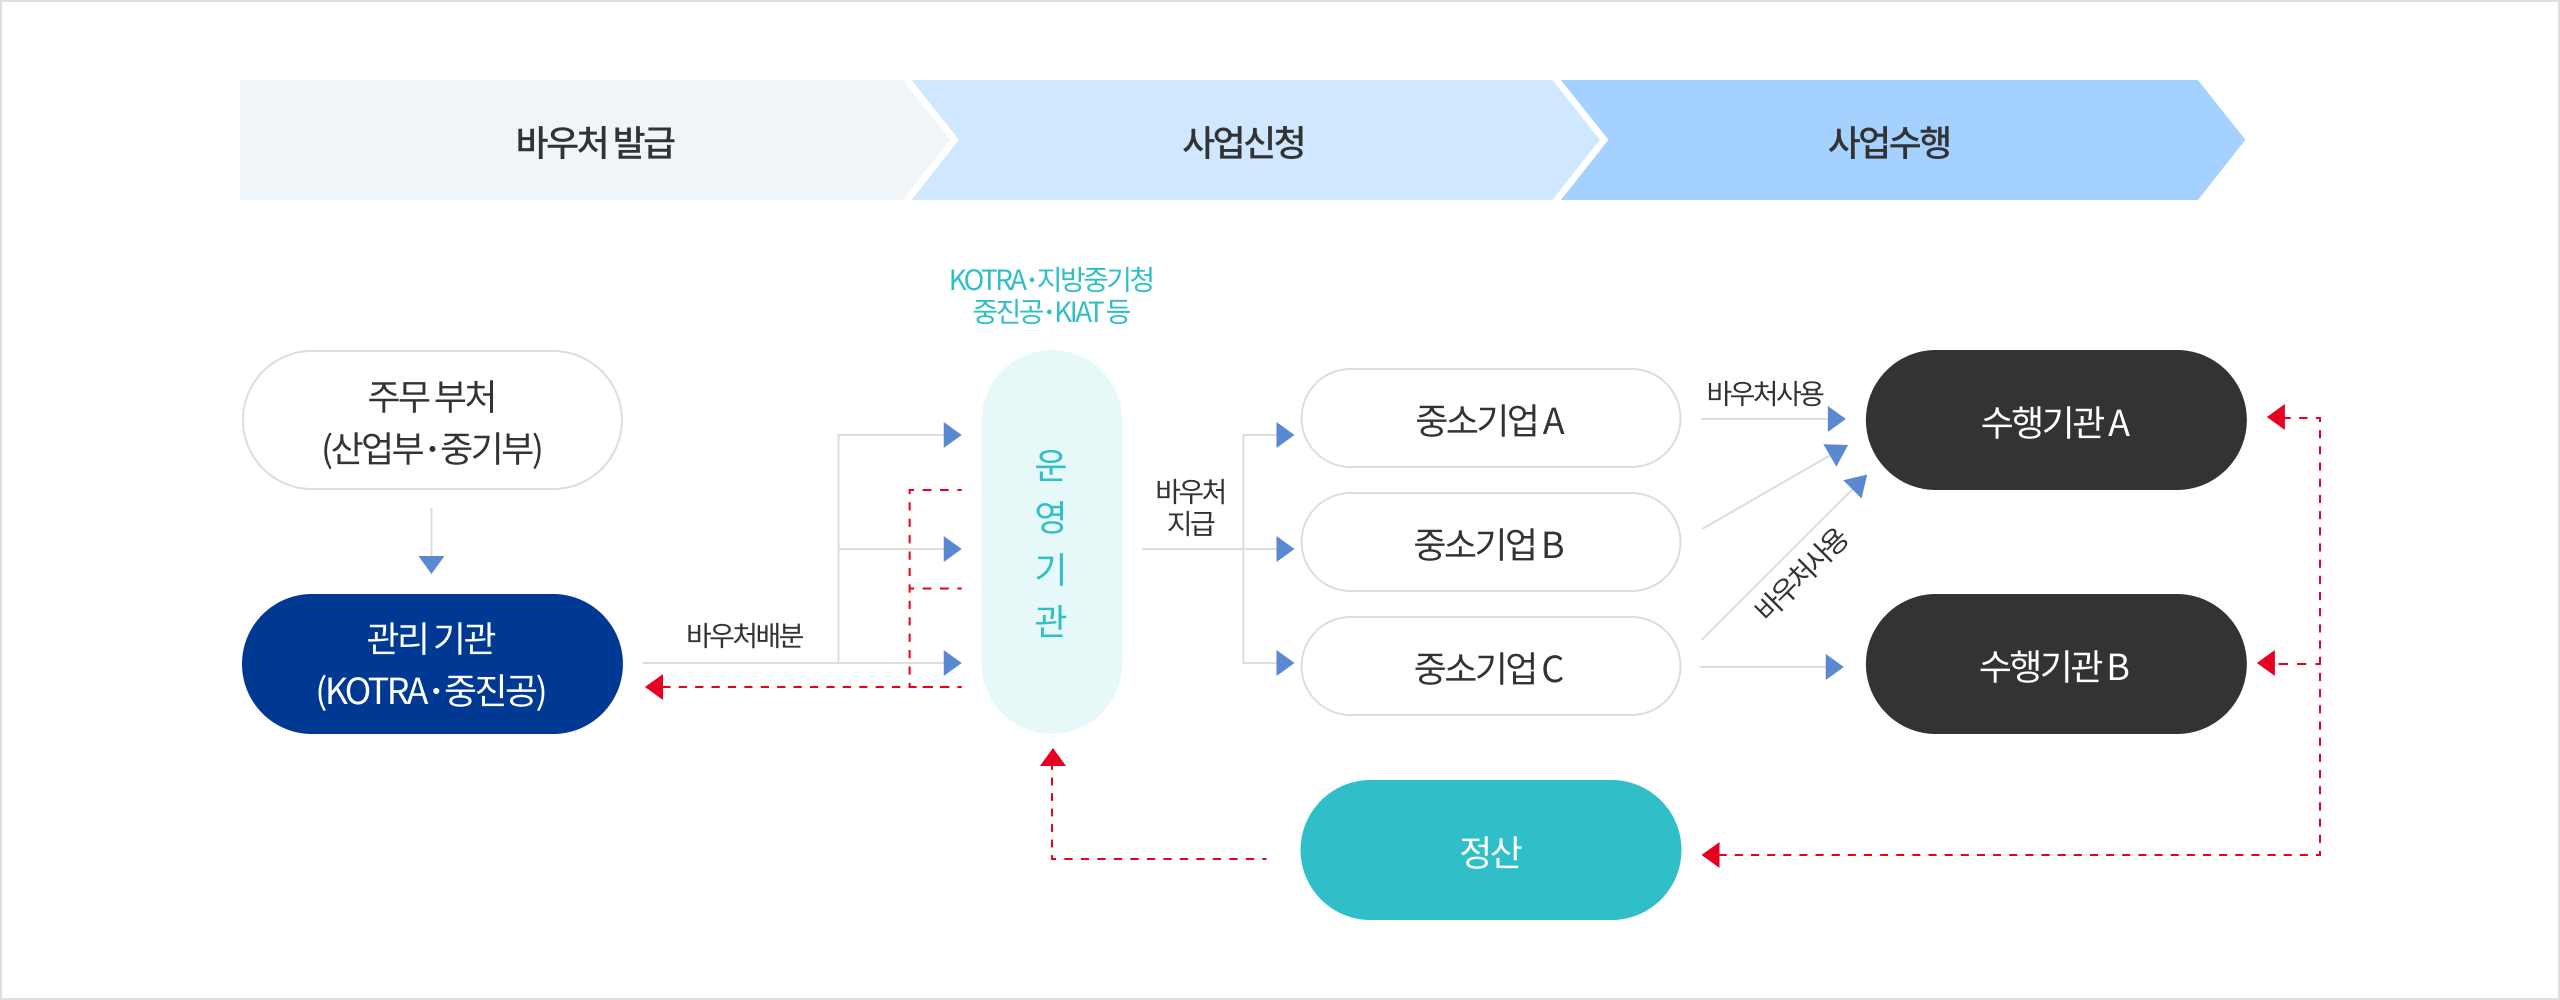 바우처 발급
사업신청
사업수행
KOTRA·지방중기청
중진공·KIAT 등
주무 부처
(산업부·중기부)
관리 기관
(KOTRA·중진공)
바우처배분
운
영
기
관
바우처
지급
중소기업 A
중소기업 B
중소기업 C
바우처사용
바우처사용
수행기관 A
수행기관 B
정산